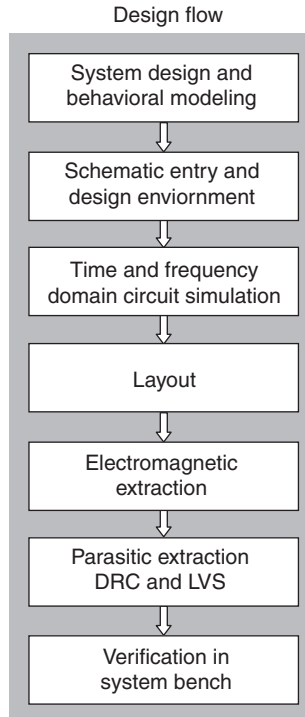 Design flow
System design and
behavioral modeling
Schematic entry and
design enviornment
Time and frequency
domain circuit simulation
Layout
Electromagnetic
extraction
Parasitic extraction
DRC and LVS
Verification in
system bench